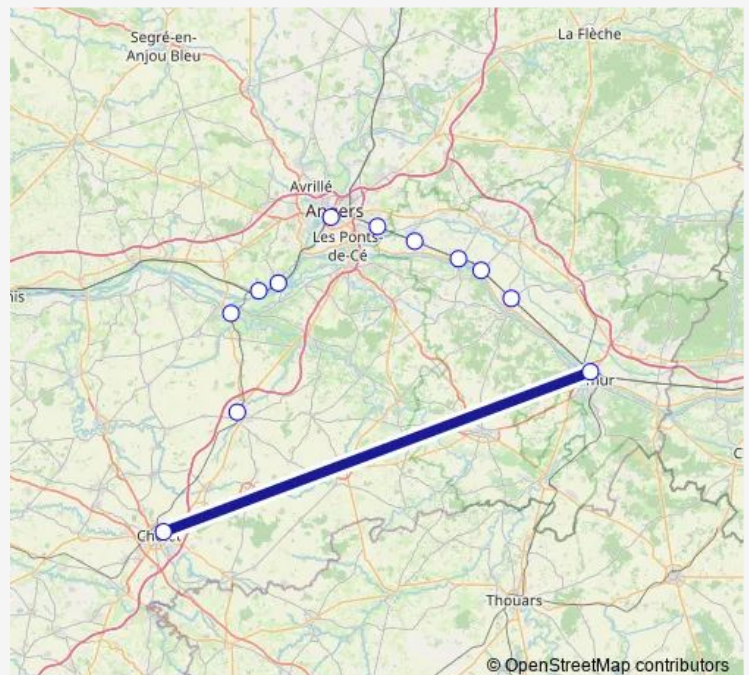 Segré-en-
Anjou Bleu
La Flèche
Avrillé
Les Ponts-
de-Cé
Thouars
© OpenStreetMap contributors